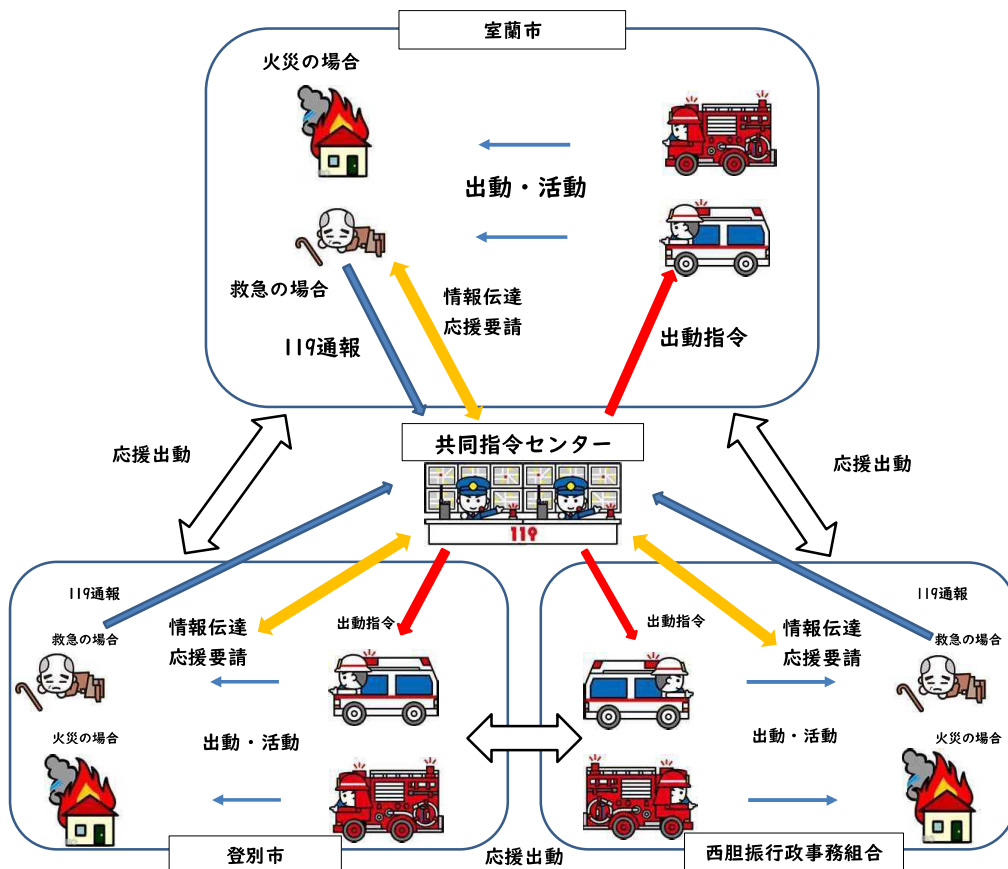 室蘭市
火災の場合
出動・活動
救急の場合
情報伝達
応援要請
119通報
出動指令
共同指令センター
応援出動
応援出動
119
119通報
救急の場合
情報伝達
応援要請
出動指令
火災の場合
出動・活動
登別市
応援出動
出動指令
情報伝達
応援要請
119通報
救急の場合
出動・活動
火災の場合
西胆振行政事務組合